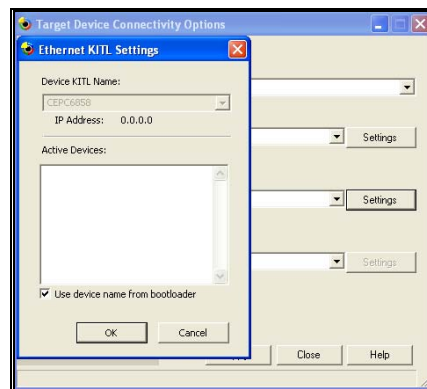 Target Device Connectivity Options
Ethernet KITL Settings
Device KITL Name:
CEPC6858
IP Address: 0.0.0.0
Active Devices:
Use device name from bootloader
OK Cancel
Settings
Settings
Settings
Close Help